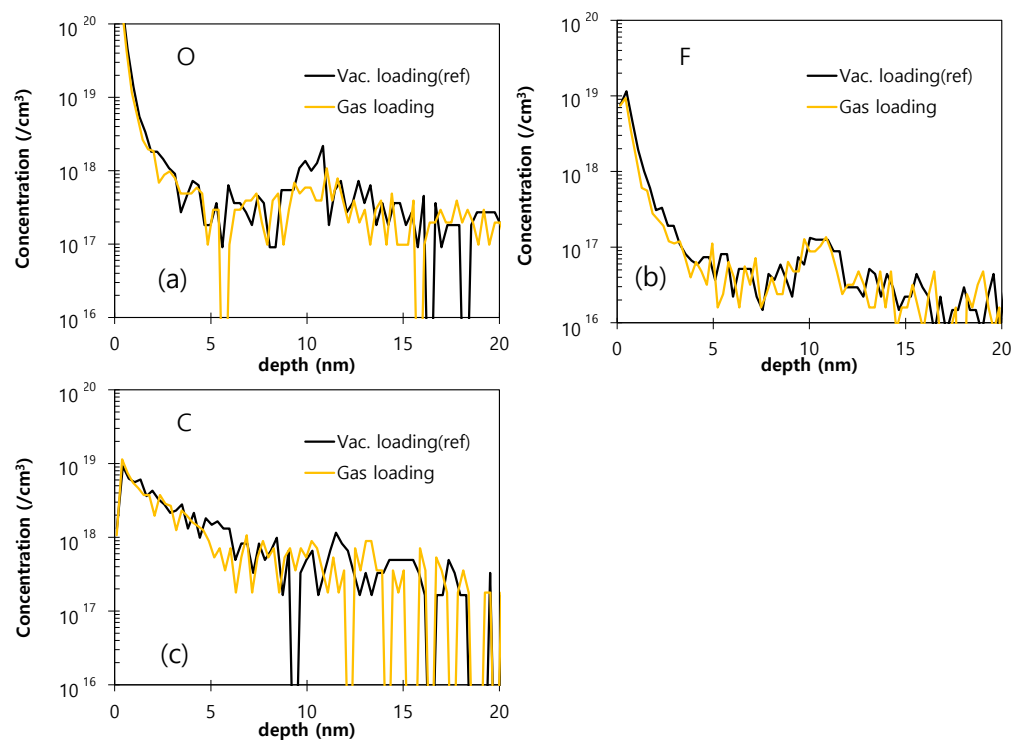 10 20
10 19
10 18
10 17
10 16
Concentration (/cm³)
O
Vac. loading(ref)
Gas loading
(a)
0 5 10 15 20
depth (nm)
10 20
10 19
10 18
10 17
10 16
Concentration (/cm³)
F
Vac. loading(ref)
Gas loading
(b)
0 5 10 15 20
depth (nm)
10 20
10 19
10 18
10 17
10 16
Concentration (/cm³)
C
Vac. loading(ref)
Gas loading
(c)
0 5 10 15 20
depth (nm)